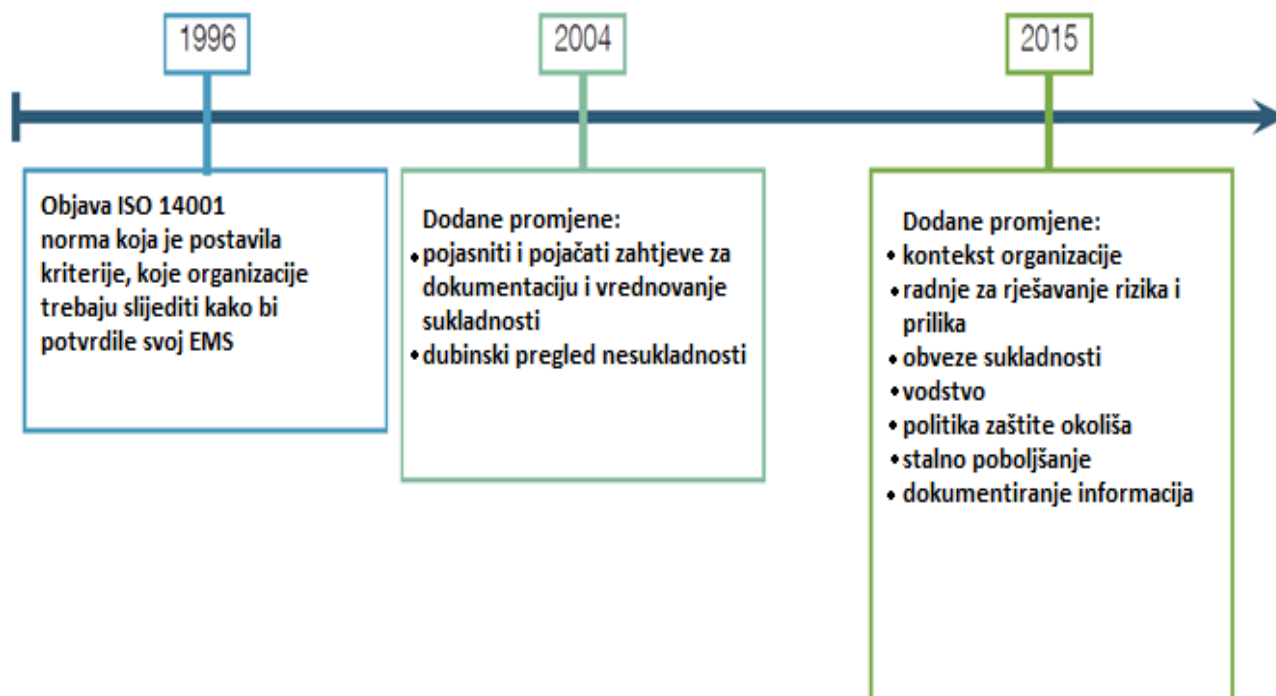 1996
2004
2015
Objava ISO 14001
norma koja je postavila
kriterije, koje organizacije
trebaju slijediti kako bi
potvrdile svoj EMS
Dodane promjene:
• pojasniti i pojačati zahtjeve za
dokumentaciju i vrednovanje
sukladnosti
• dubinski pregled nesukladnosti
Dodane promjene:
• kontekst organizacije
• radnje za rješavanje rizika i
prilika
• obveze sukladnosti
• vodstvo
• politika zaštite okoliša
• stalno poboljšanje
• dokumentiranje informacija